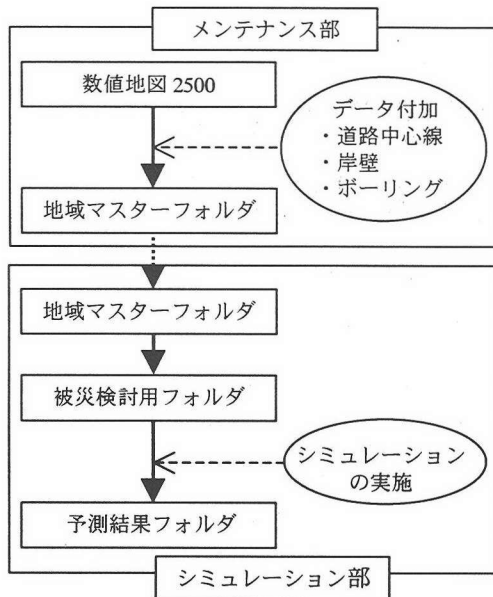 メンテナンス部
数値地図 2500
データ付加
・道路中心線
・岸壁
・ボーリング
地域マスターフォルダ
地域マスターフォルダ
被災検討用フォルダ
シミュレーション
の実施
予測結果フォルダ
シミュレーション部